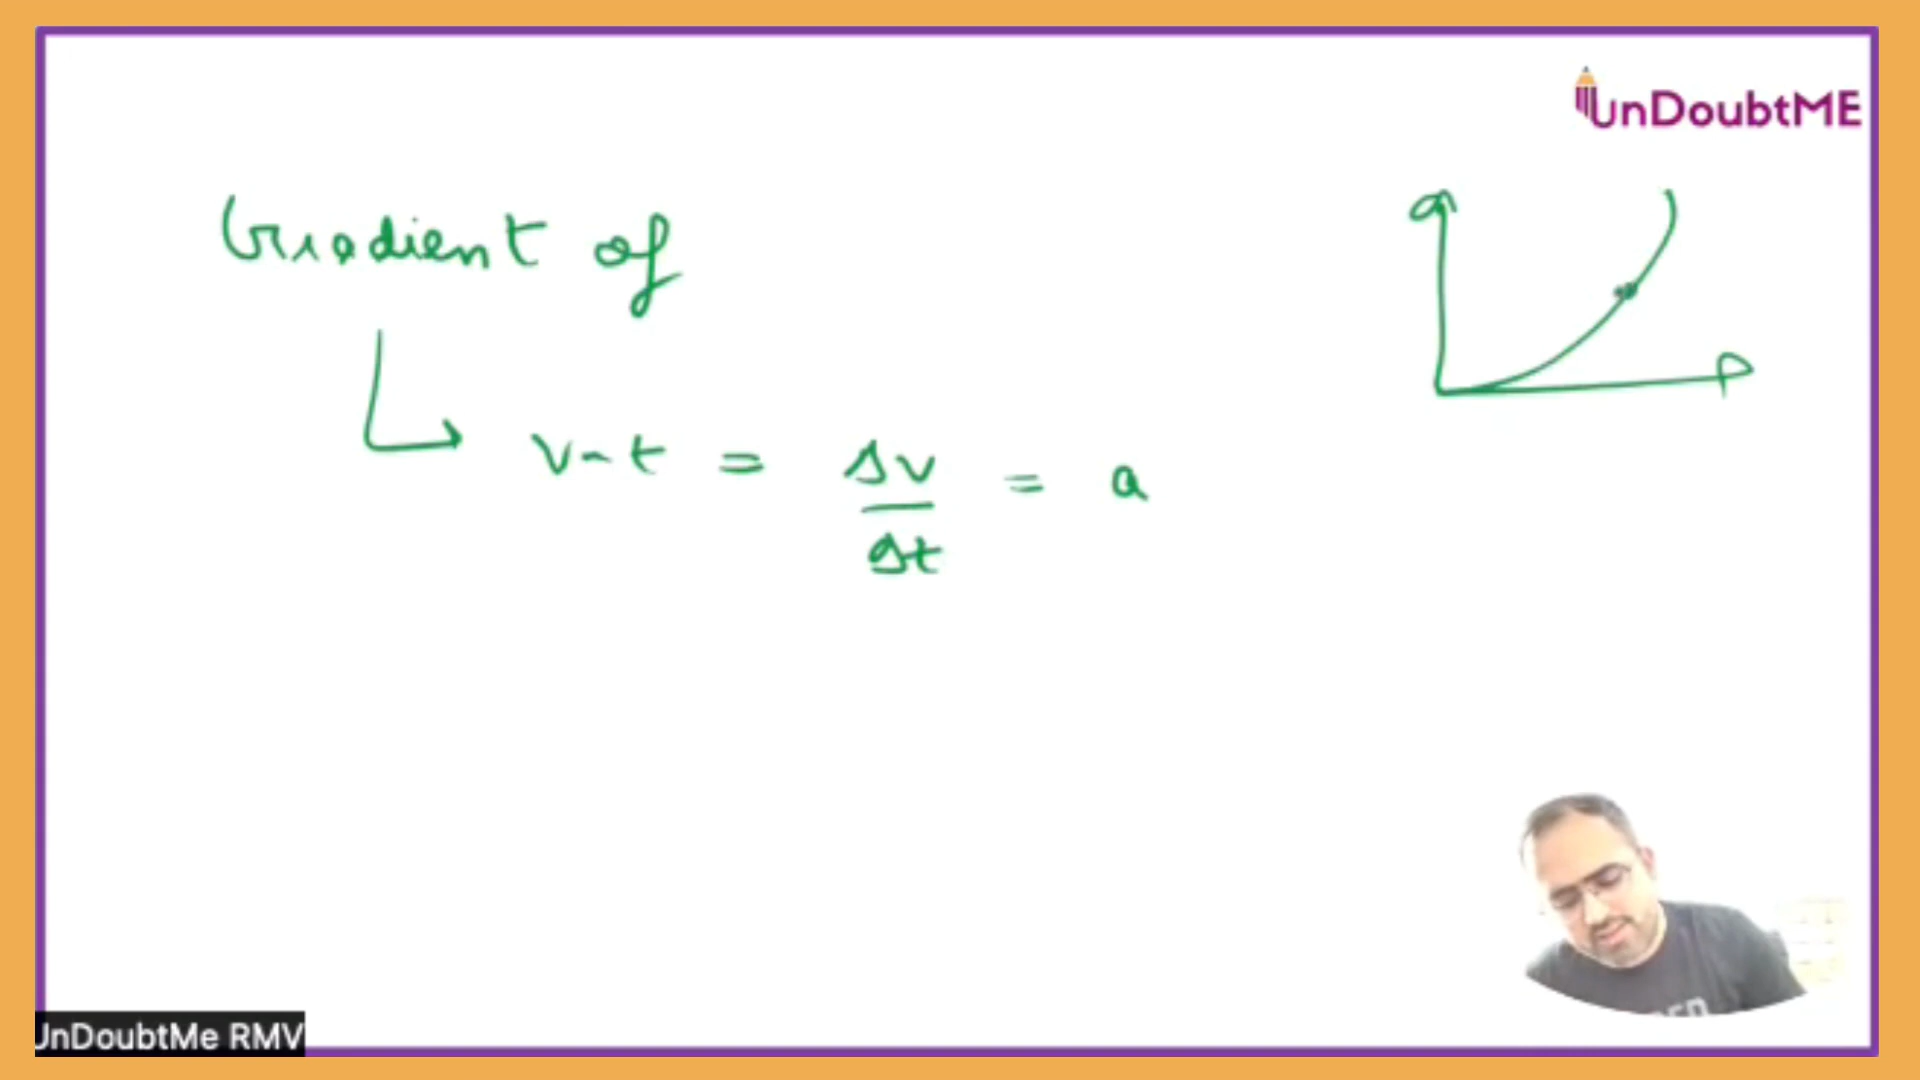 UnDoubtME
Gradient of
v-t = Δv = a
Δt
UnDoubtMe RMV